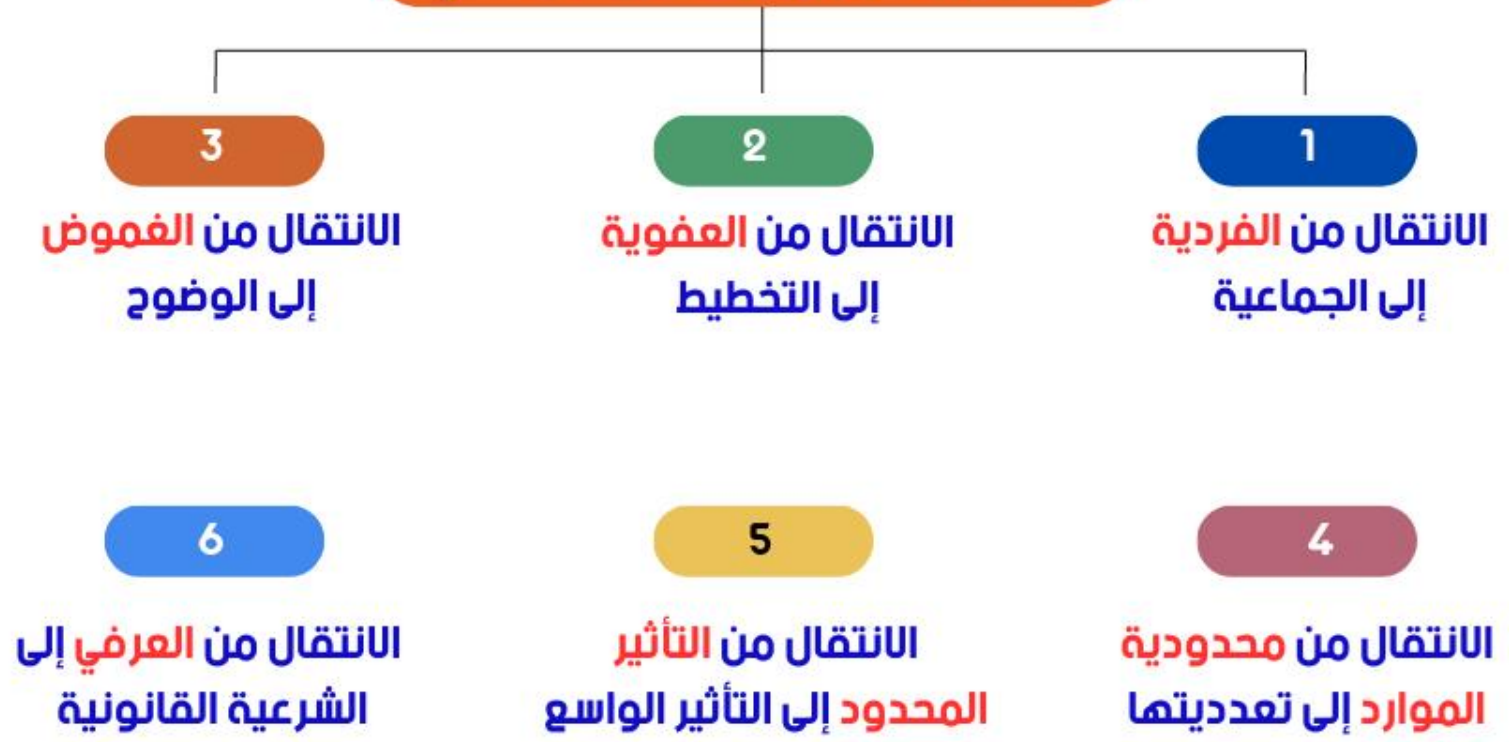 1
الانتقال من الفردية
إلى الجماعية
2
الانتقال من العفوية
إلى التخطيط
3
الانتقال من الغموض
إلى الوضوح
4
الانتقال من محدودية
الموارد إلى تعدديتها
5
الانتقال من التأثير
المحدود إلى التأثير الواسع
6
الانتقال من العرفي إلى
الشرعية القانونية